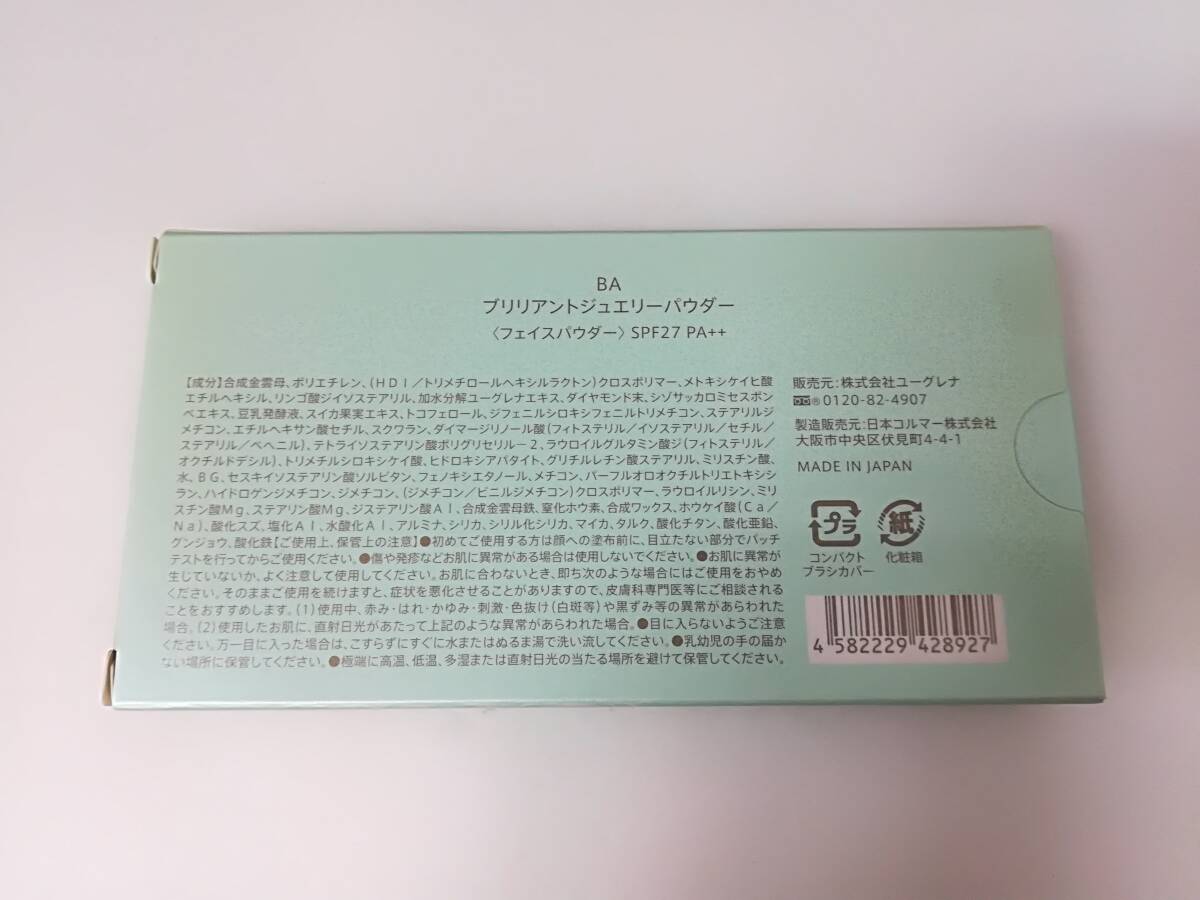 BA
ブリリアントジュエリーパウダー
〈フェイスパウダー〉SPF27 PA++
【成分】合成金雲母、ポリエチレン、(HDI/トリメチロールヘキシルラクトン)クロスポリマー、メトキシケイヒ酸
エチルヘキシル、リンゴ酸ジイソステアリル、加水分解ユーグレナエキス、ダイヤモンド末、シゾサッカロミセスポン
ベエキス、豆乳発酵液、スイカ果実エキス、トコフェロール、ジフェニルシロキシフェニルトリメチコン、ステアリルジ
メチコン、エチルヘキサン酸セチル、スクワラン、ダイマージリノール酸(フィトステリル/イソステアリル/セチル/
ステアリル/ベヘニル)、テトライソステアリン酸ポリグリセリル-2、ラウロイルグルタミン酸ジ(フィトステリル/
オクチルドデシル)、トリメチルシロキシケイ酸、ヒドロキシアパタイト、グリチルレチン酸ステアリル、ミリスチン酸、
水、BG、セスキイソステアリン酸ソルビタン、フェノキシエタノール、メチコン、パーフルオロオクチルトリエトキシシ
ラン、ハイドロゲンジメチコン、ジメチコン、(ジメチコン/ビニルジメチコン)クロスポリマー、ラウロイルリシン、ミリ
スチン酸Mg、ステアリン酸Mg、ジステアリン酸Al、合成金雲母鉄、窒化ホウ素、合成ワックス、ホウケイ酸(Ca/
Na)、酸化スズ、塩化Al、水酸化Al、アルミナ、シリカ、シリル化シリカ、マイカ、タルク、酸化チタン、酸化亜鉛、
グンジョウ、酸化鉄【ご使用上、保管上の注意】●初めてご使用する方は顔への塗布前に、目立たない部分でパッチ
テストを行ってからご使用ください。●傷や発疹などお肌に異常がある場合は使用しないでください。●お肌に異常が
生じていないか、よく注意して使用してください。お肌に合わないとき、即ち次のような場合にはご使用をおやめ
ください。そのままご使用を続けますと、症状を悪化させることがありますので、皮膚科専門医等にご相談される
ことをおすすめします。(1)使用中、赤み・はれ・かゆみ・刺激・色抜け(白斑等)や黒ずみ等の異常があらわれた
場合。(2)使用したお肌に、直射日光があたって上記のような異常があらわれた場合。●目に入らないようご注意
ください。万一目に入った場合は、こすらずにすぐに水またはぬるま湯で洗い流してください。●乳幼児の手の届か
ない場所に保管してください。●極端に高温、低温、多湿または直射日光の当たる場所を避けて保管してください。
販売元:株式会社ユーグレナ
®0120-82-4907
製造販売元:日本コルマー株式会社
大阪市中央区伏見町4-4-1
MADE IN JAPAN
プラ
コンパクト
ブラシカバー
紙
化粧箱
4 582229 428927